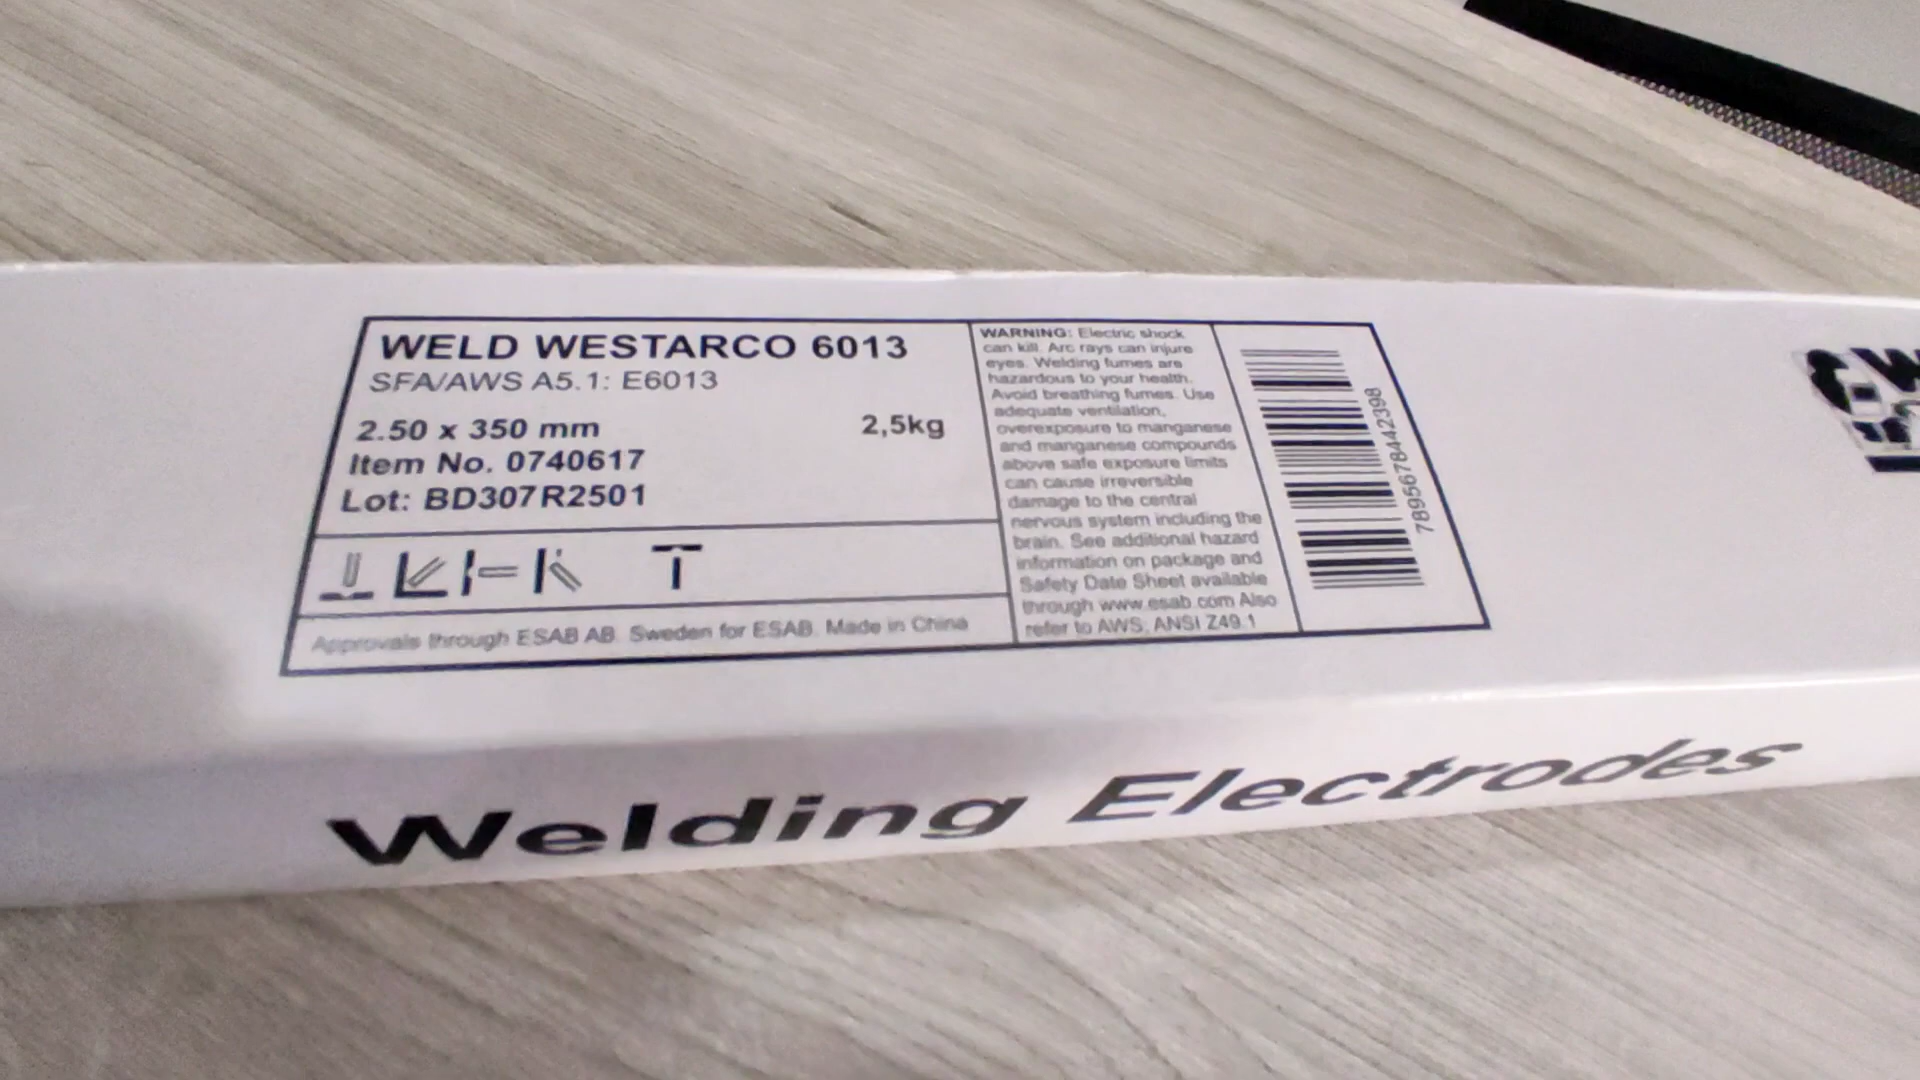 WELD WESTARCO 6013
SFA/AWS A5.1: E6013
2.50 x 350 mm 2,5kg
Item No. 0740617
Lot: BD307R2501
Approvals through ESAB AB. Sweden for ESAB. Made in China
WARNING: Electric shock
can kill. Arc rays can injure
eyes. Welding fumes are
hazardous to your health.
Avoid breathing fumes. Use
adequate ventilation,
overexposure to manganese
and manganese compounds
above safe exposure limits
can cause irreversible
damage to the central
nervous system including the
brain. See additional hazard
information on package and
Safety Date Sheet available
through www.esab.com Also
refer to AWS, ANSI Z49.1
7895678442398
Welding Electrodes